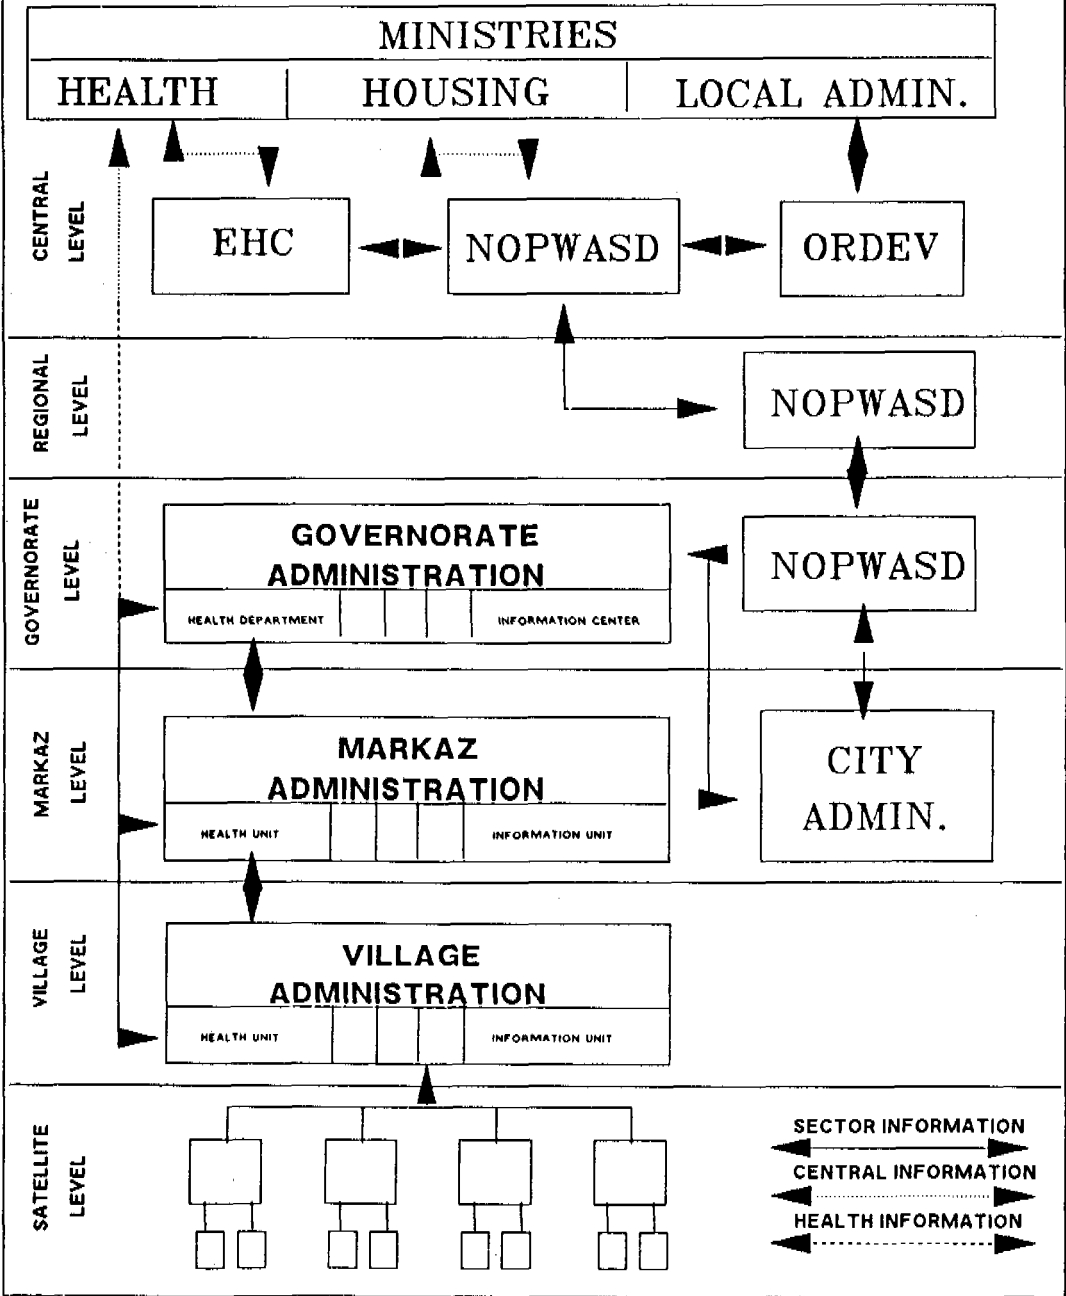 MINISTRIES
HEALTH
HOUSING
LOCAL ADMIN.
CENTRAL
LEVEL
EHC
NOPWASD
ORDEV
REGIONAL
LEVEL
NOPWASD
GOVERNORATE
LEVEL
GOVERNORATE
ADMINISTRATION
HEALTH DEPARTMENT
INFORMATION CENTER
NOPWASD
MARKAZ
LEVEL
MARKAZ
ADMINISTRATION
HEALTH UNIT
INFORMATION UNIT
CITY
ADMIN.
VILLAGE
LEVEL
VILLAGE
ADMINISTRATION
HEALTH UNIT
INFORMATION UNIT
SATELLITE
LEVEL
SECTOR INFORMATION
CENTRAL INFORMATION
HEALTH INFORMATION